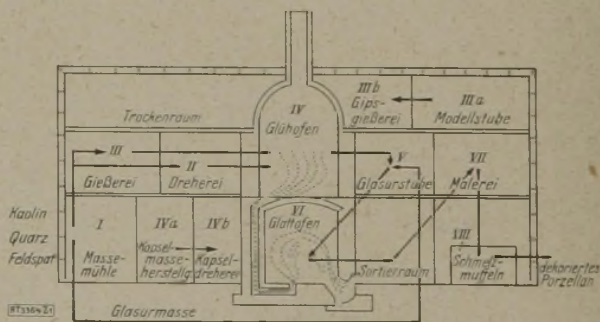 IV
Glühofen
IIIb
Gips-
gießerei
IIIa
Modellstube
Trockenraum
III
Gießerei
II
Dreherei
V
Glasurstube
VII
Malerei
Kaolin
Quarz
Feldspat
I
Masse-
mühle
IVa
Kapsel-
masse-
herstellg
IVb
Kapsel-
dreherei
VI
Glattofen
Sortierraum
VIII
Schmelz-
muffeln
dekoriertes
Porzellan
Glasurmasse